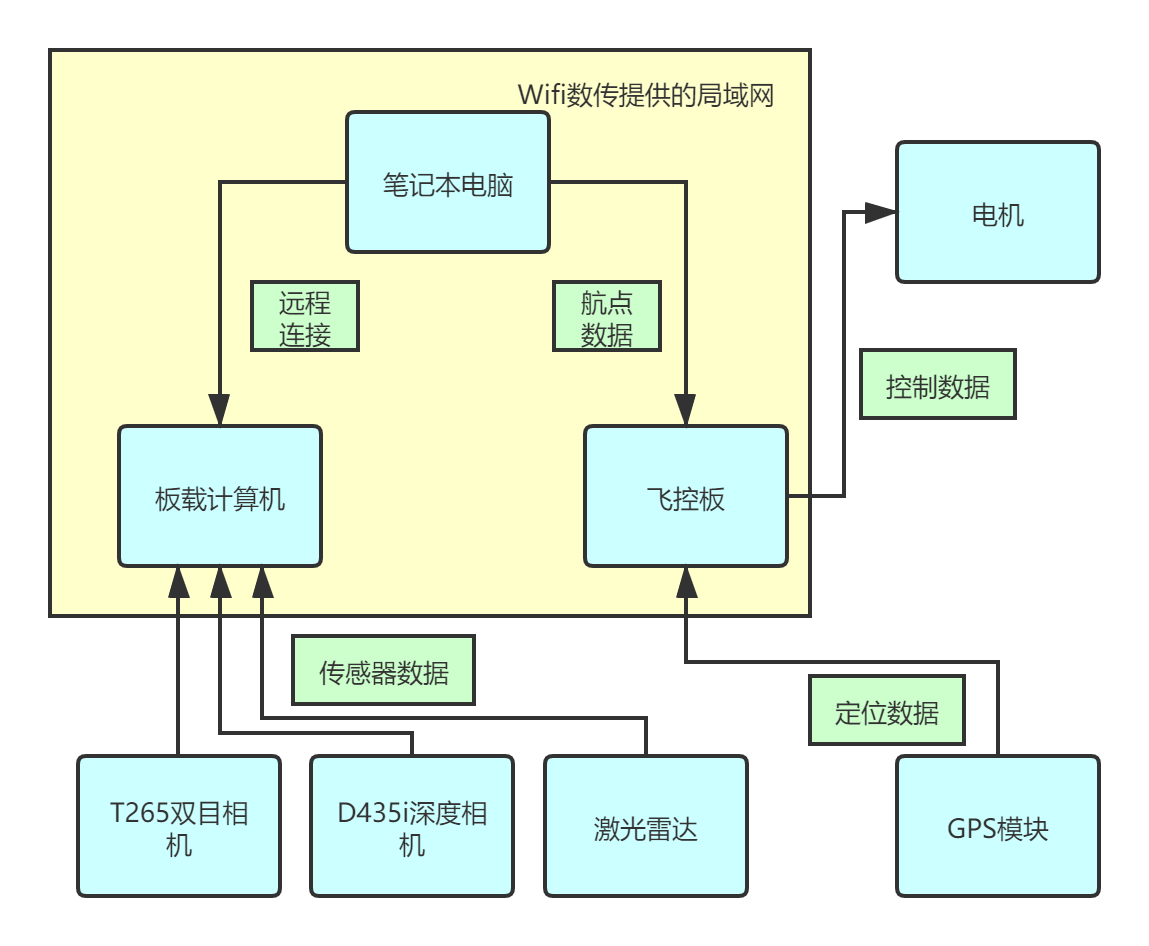 Wifi数传提供的局域网
笔记本电脑
电机
远程
连接
航点
数据
控制数据
板载计算机
飞控板
传感器数据
定位数据
T265双目相
机
D435i深度相
机
激光雷达
GPS模块